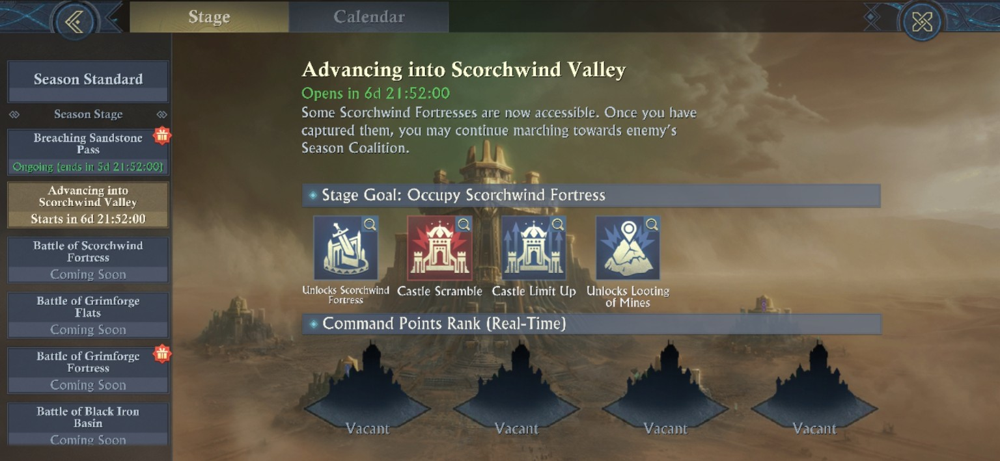 Stage
Calendar
Season Standard
Season Stage
Breaching Sandstone
Pass
Ongoing (ends in 5d 21:52:00)
Advancing into
Scorchwind Valley
Starts in 6d 21:52:00
Battle of Scorchwind
Fortress
Coming Soon
Battle of Grimforge
Flats
Coming Soon
Battle of Grimforge
Fortress
Coming Soon
Battle of Black Iron
Basin
Coming Soon
Advancing into Scorchwind Valley
Opens in 6d 21:52:00
Some Scorchwind Fortresses are now accessible. Once you have
captured them, you may continue marching towards enemy's
Season Coalition.
Stage Goal: Occupy Scorchwind Fortress
Unlocks Scorchwind
Fortress
Castle Scramble
Castle Limit Up
Unlocks Looting
of Mines
Command Points Rank (Real-Time)
Vacant
Vacant
Vacant
Vacant